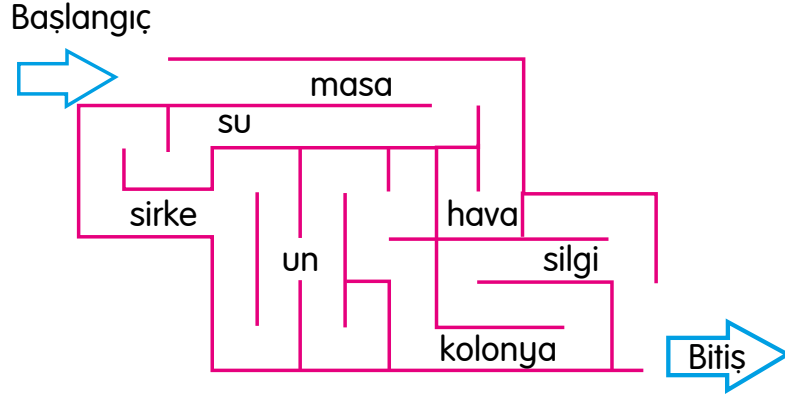 Başlangıç
masa
su
sirke
hava
un
silgi
kolonya
Bitiş